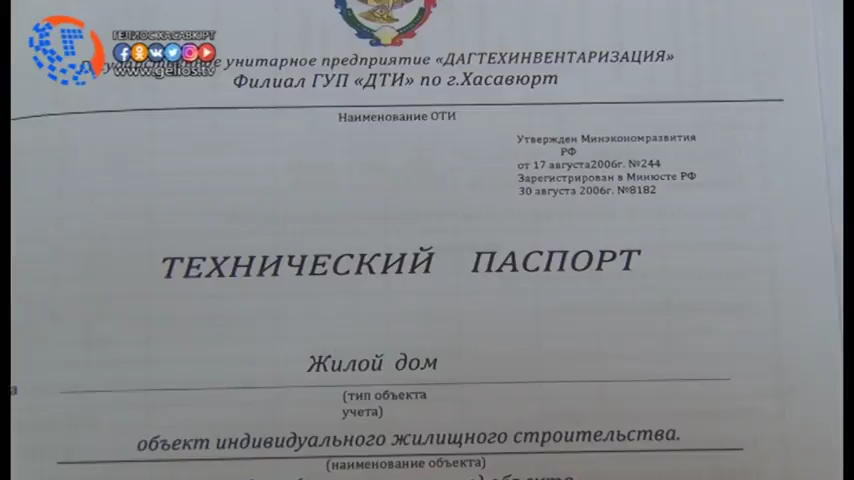 ГЕЛИОС ХАСАВЮРТ
www.gelios.tv
унитарное предприятие «ДАГТЕХИНВЕНТАРИЗАЦИЯ»
Филиал ГУП «ДТИ» по г.Хасавюрт
Наименование ОТИ
Утвержден Минэкономразвития
РФ
от 17 августа2006г. №244
Зарегистрирован в Минюсте РФ
30 августа 2006г. №8182
ТЕХНИЧЕСКИЙ ПАСПОРТ
Жилой дом
(тип объекта
учета)
объект индивидуального жилищного строительства.
(наименование объекта)